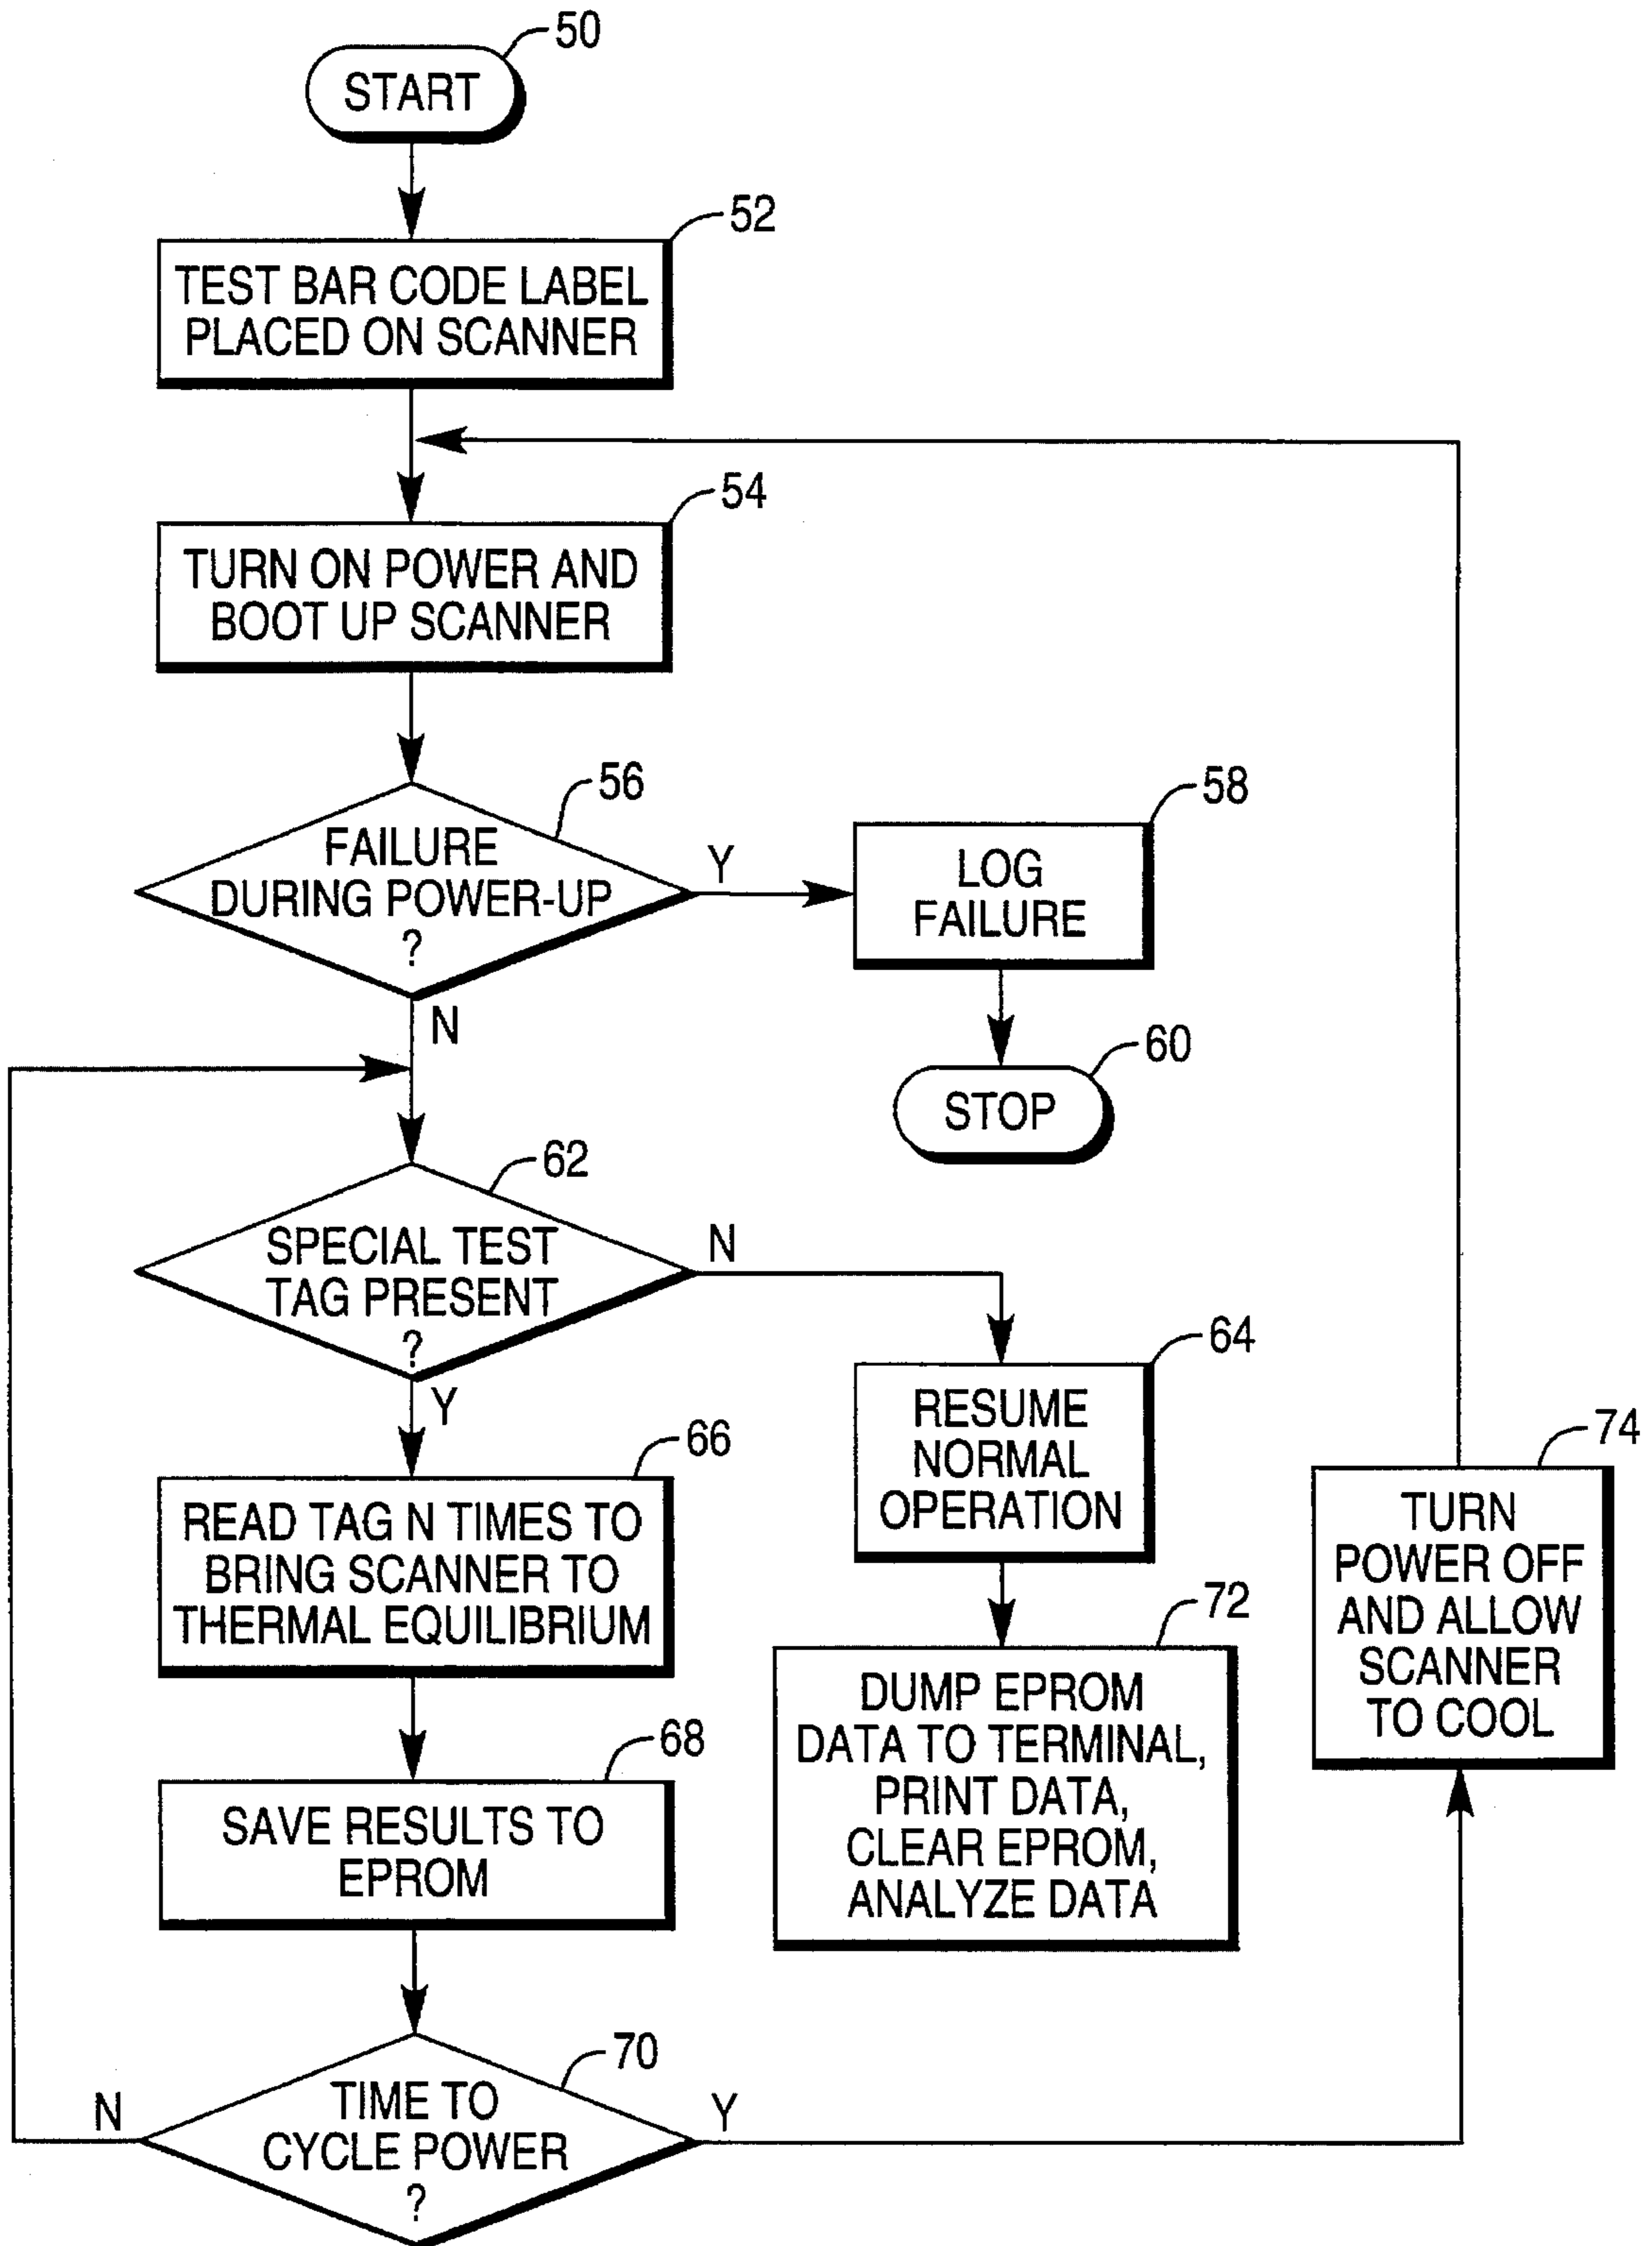 50
START
52
TEST BAR CODE LABEL
PLACED ON SCANNER
54
TURN ON POWER AND
BOOT UP SCANNER
56
FAILURE
DURING POWER-UP
?
Y
N
58
LOG
FAILURE
60
STOP
62
SPECIAL TEST
TAG PRESENT
?
N
Y
64
RESUME
NORMAL
OPERATION
66
READ TAG N TIMES TO
BRING SCANNER TO
THERMAL EQUILIBRIUM
68
SAVE RESULTS TO
EPROM
72
DUMP EPROM
DATA TO TERMINAL,
PRINT DATA,
CLEAR EPROM,
ANALYZE DATA
74
TURN
POWER OFF
AND ALLOW
SCANNER
TO COOL
70
TIME TO
CYCLE POWER
?
N
Y